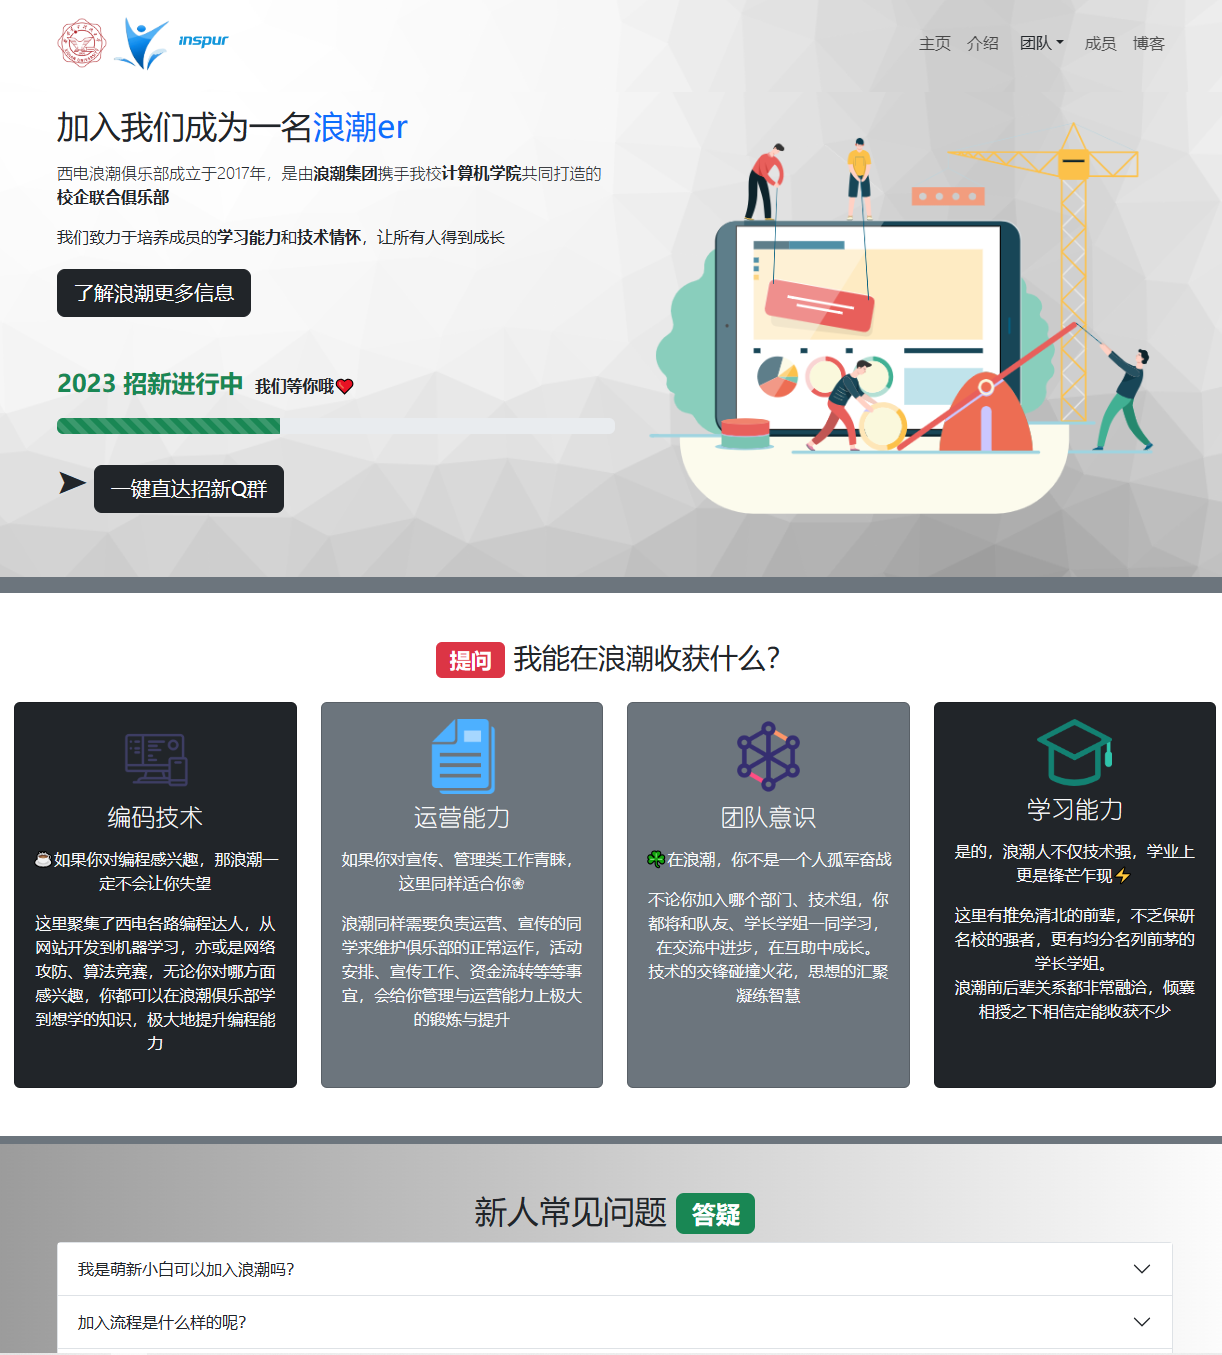 inspur
主页 介绍 团队 成员 博客
加入我们成为一名浪潮er
西电浪潮俱乐部成立于2017年，是由浪潮集团携手我校计算机学院共同打造的
校企联合俱乐部
我们致力于培养成员的学习能力和技术情怀，让所有人得到成长
了解浪潮更多信息
2023 招新进行中 我们等你哦❤
➤ 一键直达招新Q群
提问 我能在浪潮收获什么？
编码技术
☕如果你对编程感兴趣，那浪潮一
定不会让你失望
这里聚集了西电各路编程达人，从
网站开发到机器学习，亦或是网络
攻防、算法竞赛，无论你对哪方面
感兴趣，你都可以在浪潮俱乐部学
到想学的知识，极大地提升编程能
力
运营能力
如果你对宣传、管理类工作青睐，
这里同样适合你❀
浪潮同样需要负责运营、宣传的同
学来维护俱乐部的正常运作，活动
安排、宣传工作、资金流转等等事
宜，会给你管理与运营能力上极大
的锻炼与提升
团队意识
☘在浪潮，你不是一个人孤军奋战
不论你加入哪个部门、技术组，你
都将和队友、学长学姐一同学习，
在交流中进步，在互助中成长。
技术的交锋碰撞火花，思想的汇聚
凝练智慧
学习能力
是的，浪潮人不仅技术强，学业上
更是锋芒乍现⚡
这里有推免清北的前辈，不乏保研
名校的强者，更有均分名列前茅的
学长学姐。
浪潮前后辈关系都非常融洽，倾囊
相授之下相信定能收获不少
新人常见问题 答疑
我是萌新小白可以加入浪潮吗？
加入流程是什么样的呢？